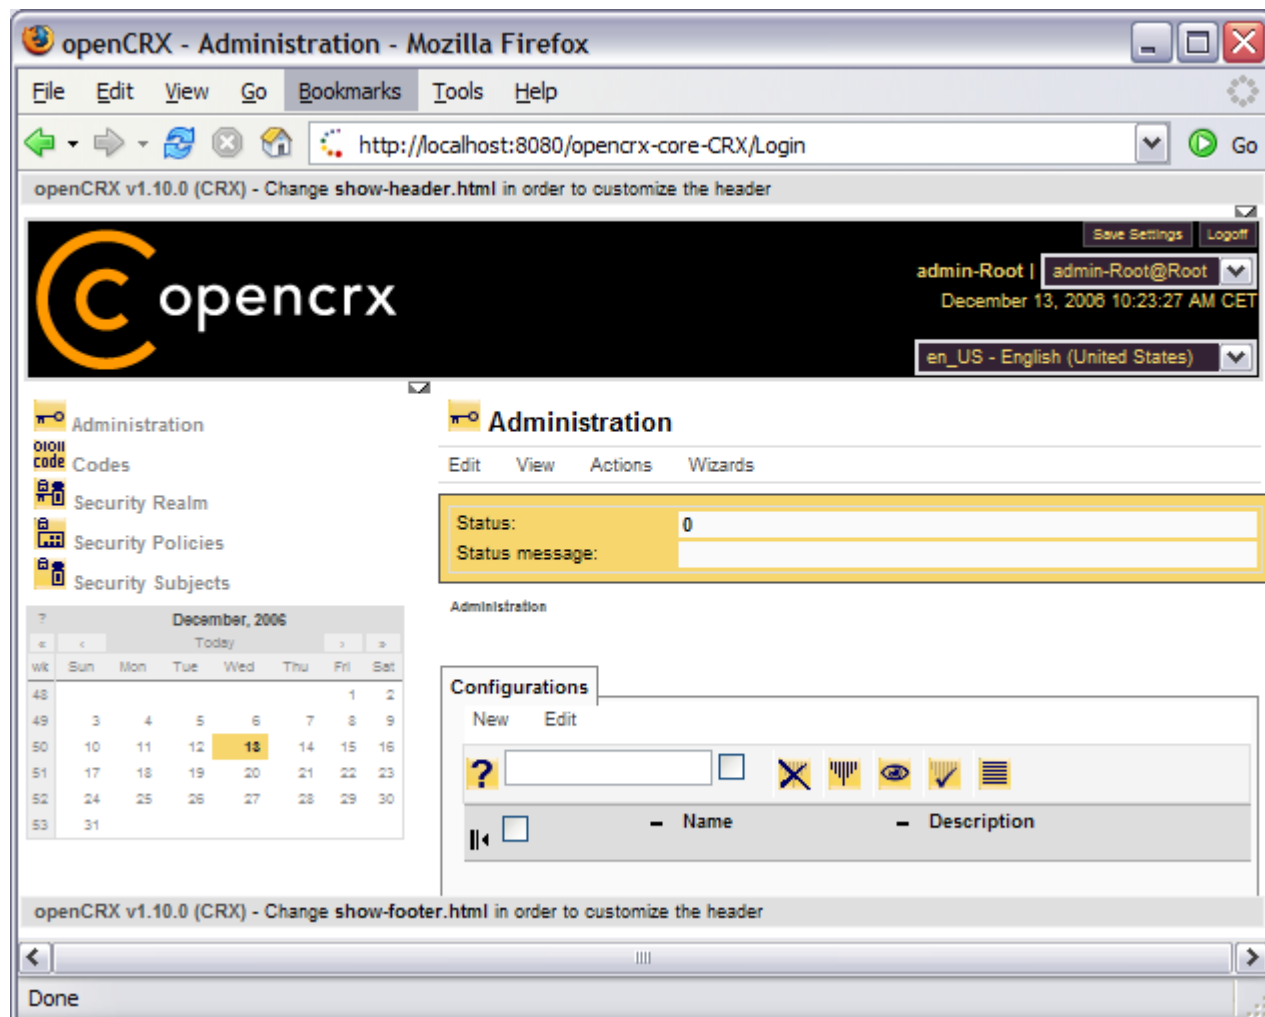 openCRX - Administration - Mozilla Firefox
File Edit View Go Bookmarks Tools Help
http://localhost:8080/opencrx-core-CRX/Login Go
openCRX v1.10.0 (CRX) - Change show-header.html in order to customize the header
Save Settings Logoff
admin-Root | admin-Root@Root
December 13, 2006 10:23:27 AM CET
opencrx
en_US - English (United States)
Administration
code Codes
Security Realm
Security Policies
Security Subjects
? December, 2006
« ‹ Today › »
wk Sun Mon Tue Wed Thu Fri Sat
48 1 2
49 3 4 5 6 7 8 9
50 10 11 12 13 14 15 16
51 17 18 19 20 21 22 23
52 24 25 26 27 28 29 30
53 31
Administration
Edit View Actions Wizards
Status: 0
Status message:
Administration
Configurations
New Edit
?
Name Description
openCRX v1.10.0 (CRX) - Change show-footer.html in order to customize the header
Done